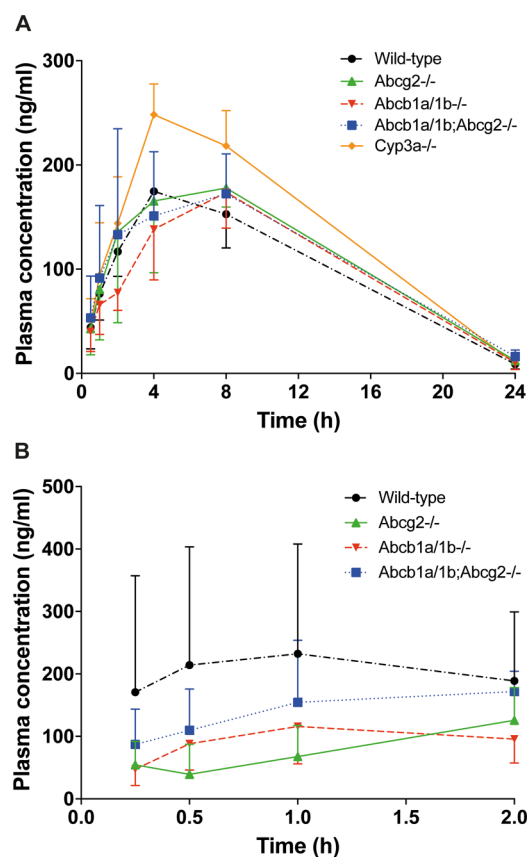 A
Plasma concentration (ng/ml)
300
200
100
0
Wild-type
Abcg2-/-
Abcb1a/1b-/-
Abcb1a/1b;Abcg2-/-
Cyp3a-/-
0 4 8 12 16 20 24
Time (h)
B
Plasma concentration (ng/ml)
500
400
300
200
100
0
Wild-type
Abcg2-/-
Abcb1a/1b-/-
Abcb1a/1b;Abcg2-/-
0.0 0.5 1.0 1.5 2.0
Time (h)